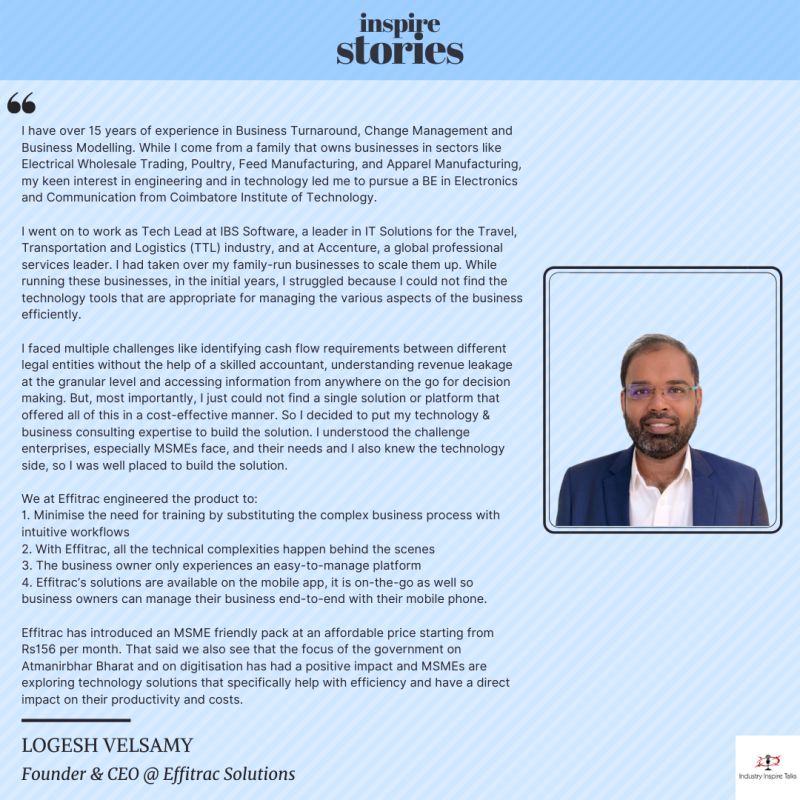 inspire
stories
“
I have over 15 years of experience in Business Turnaround, Change Management and
Business Modelling. While I come from a family that owns businesses in sectors like
Electrical Wholesale Trading, Poultry, Feed Manufacturing, and Apparel Manufacturing,
my keen interest in engineering and in technology led me to pursue a BE in Electronics
and Communication from Coimbatore Institute of Technology.
I went on to work as Tech Lead at IBS Software, a leader in IT Solutions for the Travel,
Transportation and Logistics (TTL) industry, and at Accenture, a global professional
services leader. I had taken over my family-run businesses to scale them up. While
running these businesses, in the initial years, I struggled because I could not find the
technology tools that are appropriate for managing the various aspects of the business
efficiently.
I faced multiple challenges like identifying cash flow requirements between different
legal entities without the help of a skilled accountant, understanding revenue leakage
at the granular level and accessing information from anywhere on the go for decision
making. But, most importantly, I just could not find a single solution or platform that
offered all of this in a cost-effective manner. So I decided to put my technology &
business consulting expertise to build the solution. I understood the challenge
enterprises, especially MSMEs face, and their needs and I also knew the technology
side, so I was well placed to build the solution.
We at Effitrac engineered the product to:
1. Minimise the need for training by substituting the complex business process with
intuitive workflows
2. With Effitrac, all the technical complexities happen behind the scenes
3. The business owner only experiences an easy-to-manage platform
4. Effitrac's solutions are available on the mobile app, it is on-the-go as well so
business owners can manage their business end-to-end with their mobile phone.
Effitrac has introduced an MSME friendly pack at an affordable price starting from
Rs156 per month. That said we also see that the focus of the government on
Atmanirbhar Bharat and on digitisation has had a positive impact and MSMEs are
exploring technology solutions that specifically help with efficiency and have a direct
impact on their productivity and costs.
LOGESH VELSAMY
Founder & CEO @ Effitrac Solutions
Industry Inspire Talks